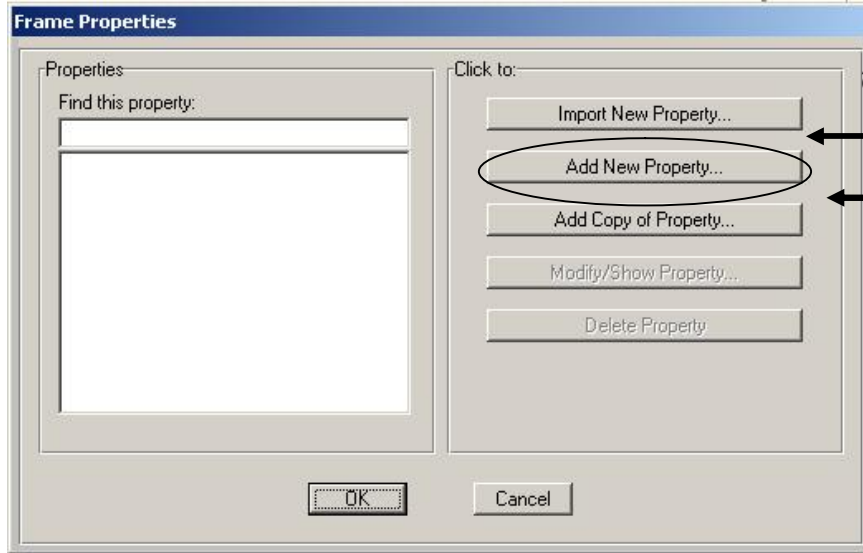 Frame Properties
Properties
Find this property:
Click to:
Import New Property...
Add New Property...
Add Copy of Property...
Modify/Show Property...
Delete Property
OK
Cancel